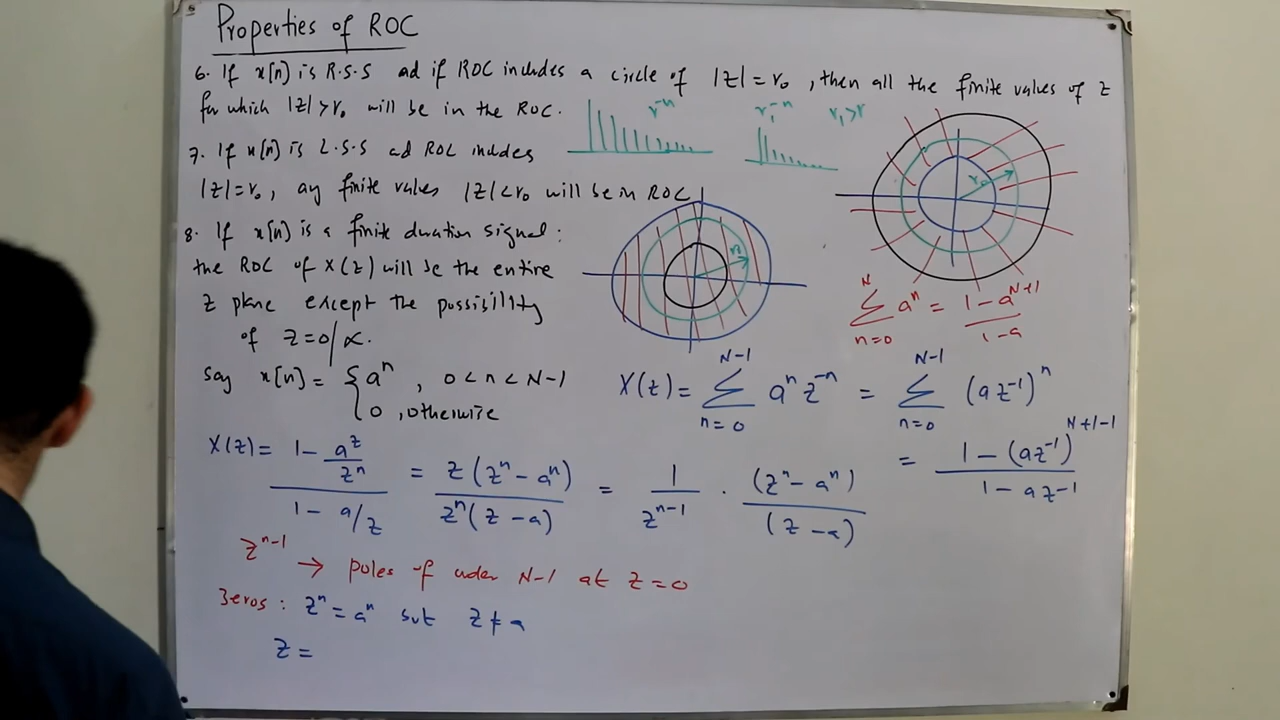 Properties of ROC
6. If x[n] is R.S.S ad if ROC includes a circle of |z| = r₀, then all the finite values of z
for which |z| > r₀ will be in the ROC.
r⁻ⁿ
r₁⁻ⁿ r₁>r
7. If x[n] is L.S.S ad ROC includes
|z| = r₀, ay finite values |z| < r₀ will be in ROC
r₀
8. If x[n] is a finite duration signal:
the ROC of X(z) will be the entire
z plane except the possibility
of z=0/∝.
r₀
N
∑ aⁿ = 1-a^{N+1} / 1-a
n=0
Say x[n] = { aⁿ , 0 < n < N-1
0 , otherwise
X(z) = ∑_{n=0}^{N-1} aⁿ z⁻ⁿ = ∑_{n=0}^{N-1} (az⁻¹)ⁿ
= 1-(az⁻¹)^{N+1-1} / 1-az⁻¹
X(z) = (1 - a^z/zⁿ) / (1 - a/z) = z(zⁿ-aⁿ) / zⁿ(z-a) = 1/z^{n-1} · (zⁿ-aⁿ) / (z-a)
z^{n-1} → poles of order N-1 at z=0
Zeros: zⁿ = aⁿ but z ≠ a
z =